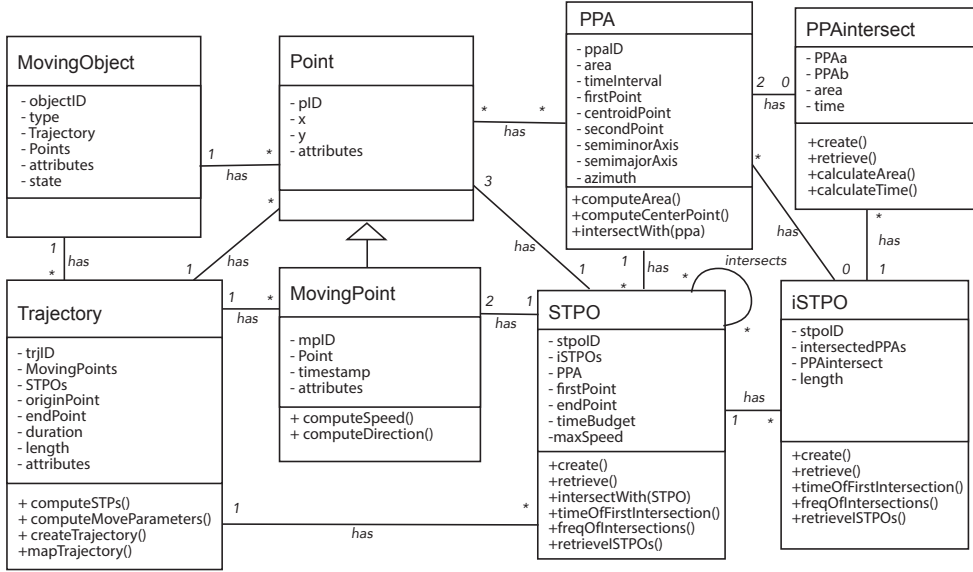 MovingObject
- objectID
- type
- Trajectory
- Points
- attributes
- state
Point
- pID
- x
- y
- attributes
PPA
- ppaID
- area
- timeInterval
- firstPoint
- centroidPoint
- secondPoint
- semiminorAxis
- semimajorAxis
- azimuth
+computeArea()
+computeCenterPoint()
+intersectWith(ppa)
PPAintersect
- PPAa
- PPAb
- area
- time
+create()
+retrieve()
+calculateArea()
+calculateTime()
1 *
has
* *
has
2 0
has
1
has
*
*
has
1
3
has
1
1
has
*
*
has
0
*
has
1
*
intersects
*
Trajectory
- trjID
- MovingPoints
- STPOs
- originPoint
- endPoint
- duration
- length
- attributes
+ computeSTPs()
+ computeMoveParameters()
+ createTrajectory()
+mapTrajectory()
1 *
has
MovingPoint
- mpID
- Point
- timestamp
- attributes
+ computeSpeed()
+ computeDirection()
2 1
has
STPO
- stpoID
- iSTPOs
- PPA
- firstPoint
- endPoint
- timeBudget
-maxSpeed
+create()
+retrieve()
+intersectWith(STPO)
+timeOfFirstIntersection()
+freqOfIntersections()
+retrieveISTPOs()
has
1 *
iSTPO
- stpoID
- intersectedPPAs
- PPAintersect
- length
+create()
+retrieve()
+timeOfFirstIntersection()
+freqOfIntersections()
+retrieveISTPOs()
1 *
has